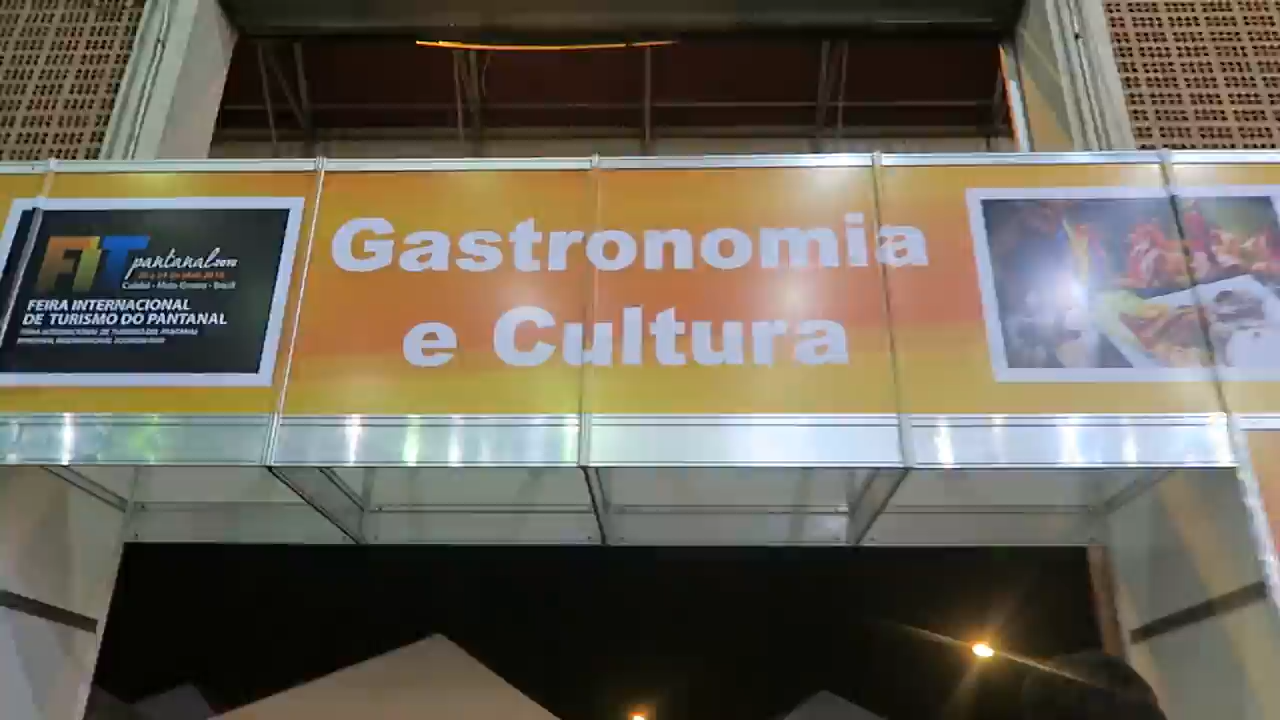 FIT
pantanal
Cuiabá - Mato Grosso - Brasil
FEIRA INTERNACIONAL
DE TURISMO DO PANTANAL
Gastronomia
e Cultura